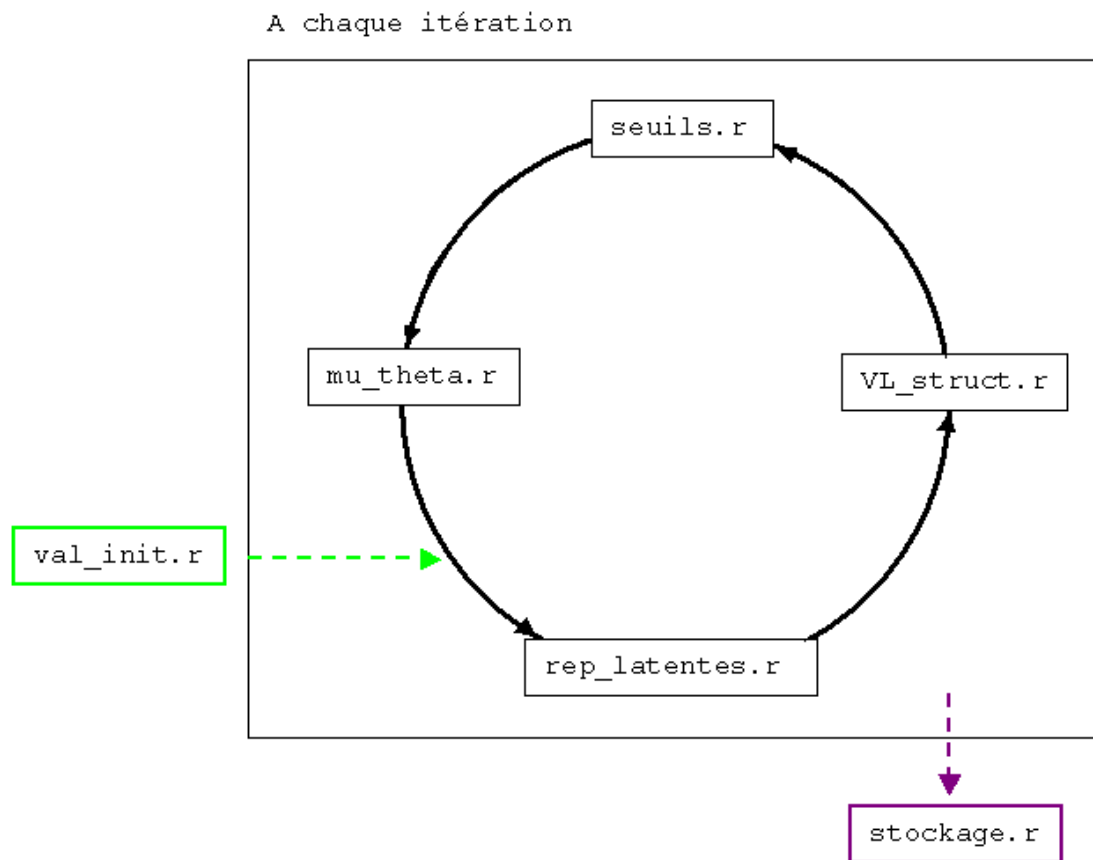 A chaque itération
seuils.r
mu_theta.r
VL_struct.r
val_init.r
rep_latentes.r
stockage.r